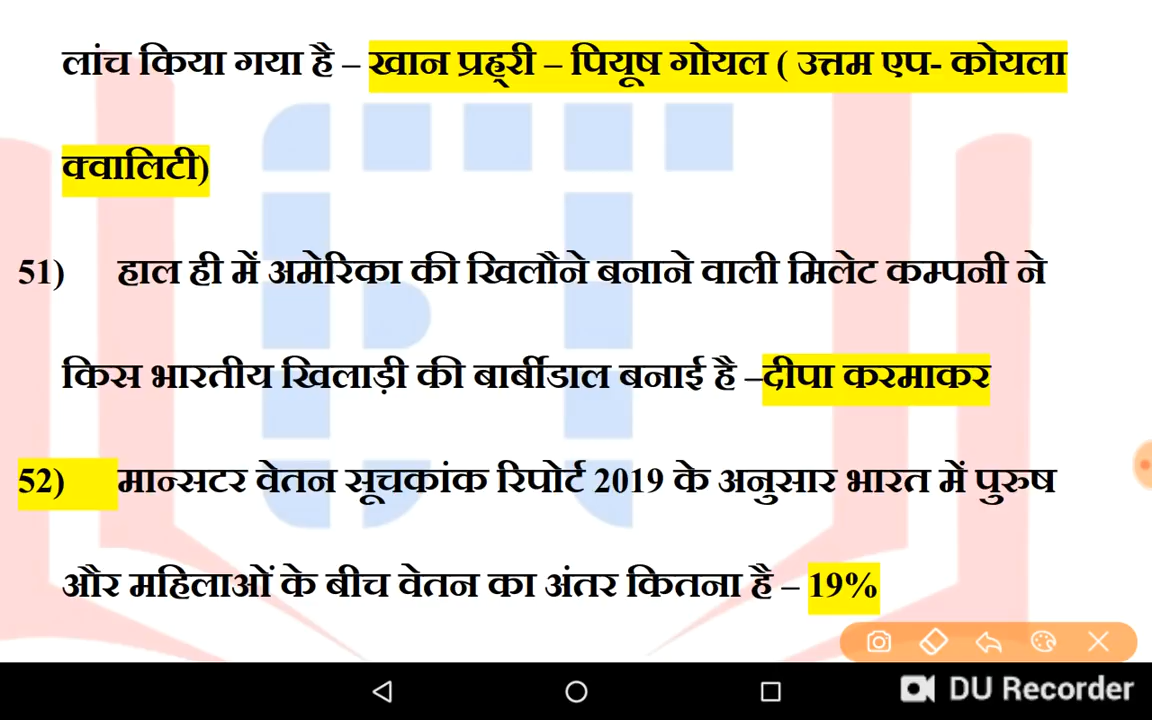 लांच किया गया है – खान प्रह्री – पियूष गोयल ( उत्तम एप- कोयला
क्वालिटी)
51) हाल ही में अमेरिका की खिलौने बनाने वाली मिलेट कम्पनी ने
किस भारतीय खिलाड़ी की बार्बीडाल बनाई है –दीपा करमाकर
52) मान्सटर वेतन सूचकांक रिपोर्ट 2019 के अनुसार भारत में पुरुष
और महिलाओं के बीच वेतन का अंतर कितना है – 19%
DU Recorder